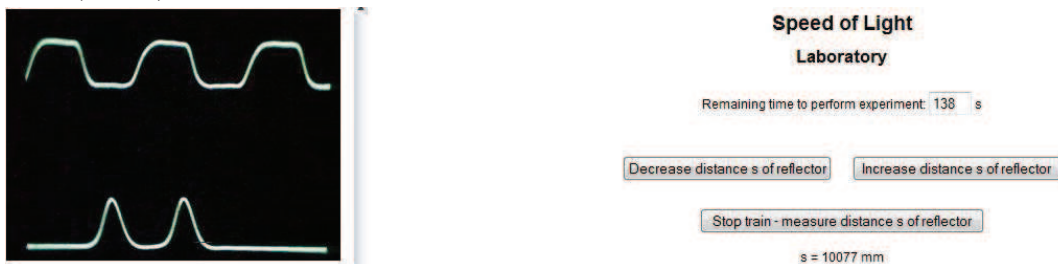 Speed of Light
Laboratory
Remaining time to perform experiment: 138 s
Decrease distance s of reflector Increase distance s of reflector
Stop train - measure distance s of reflector
s = 10077 mm